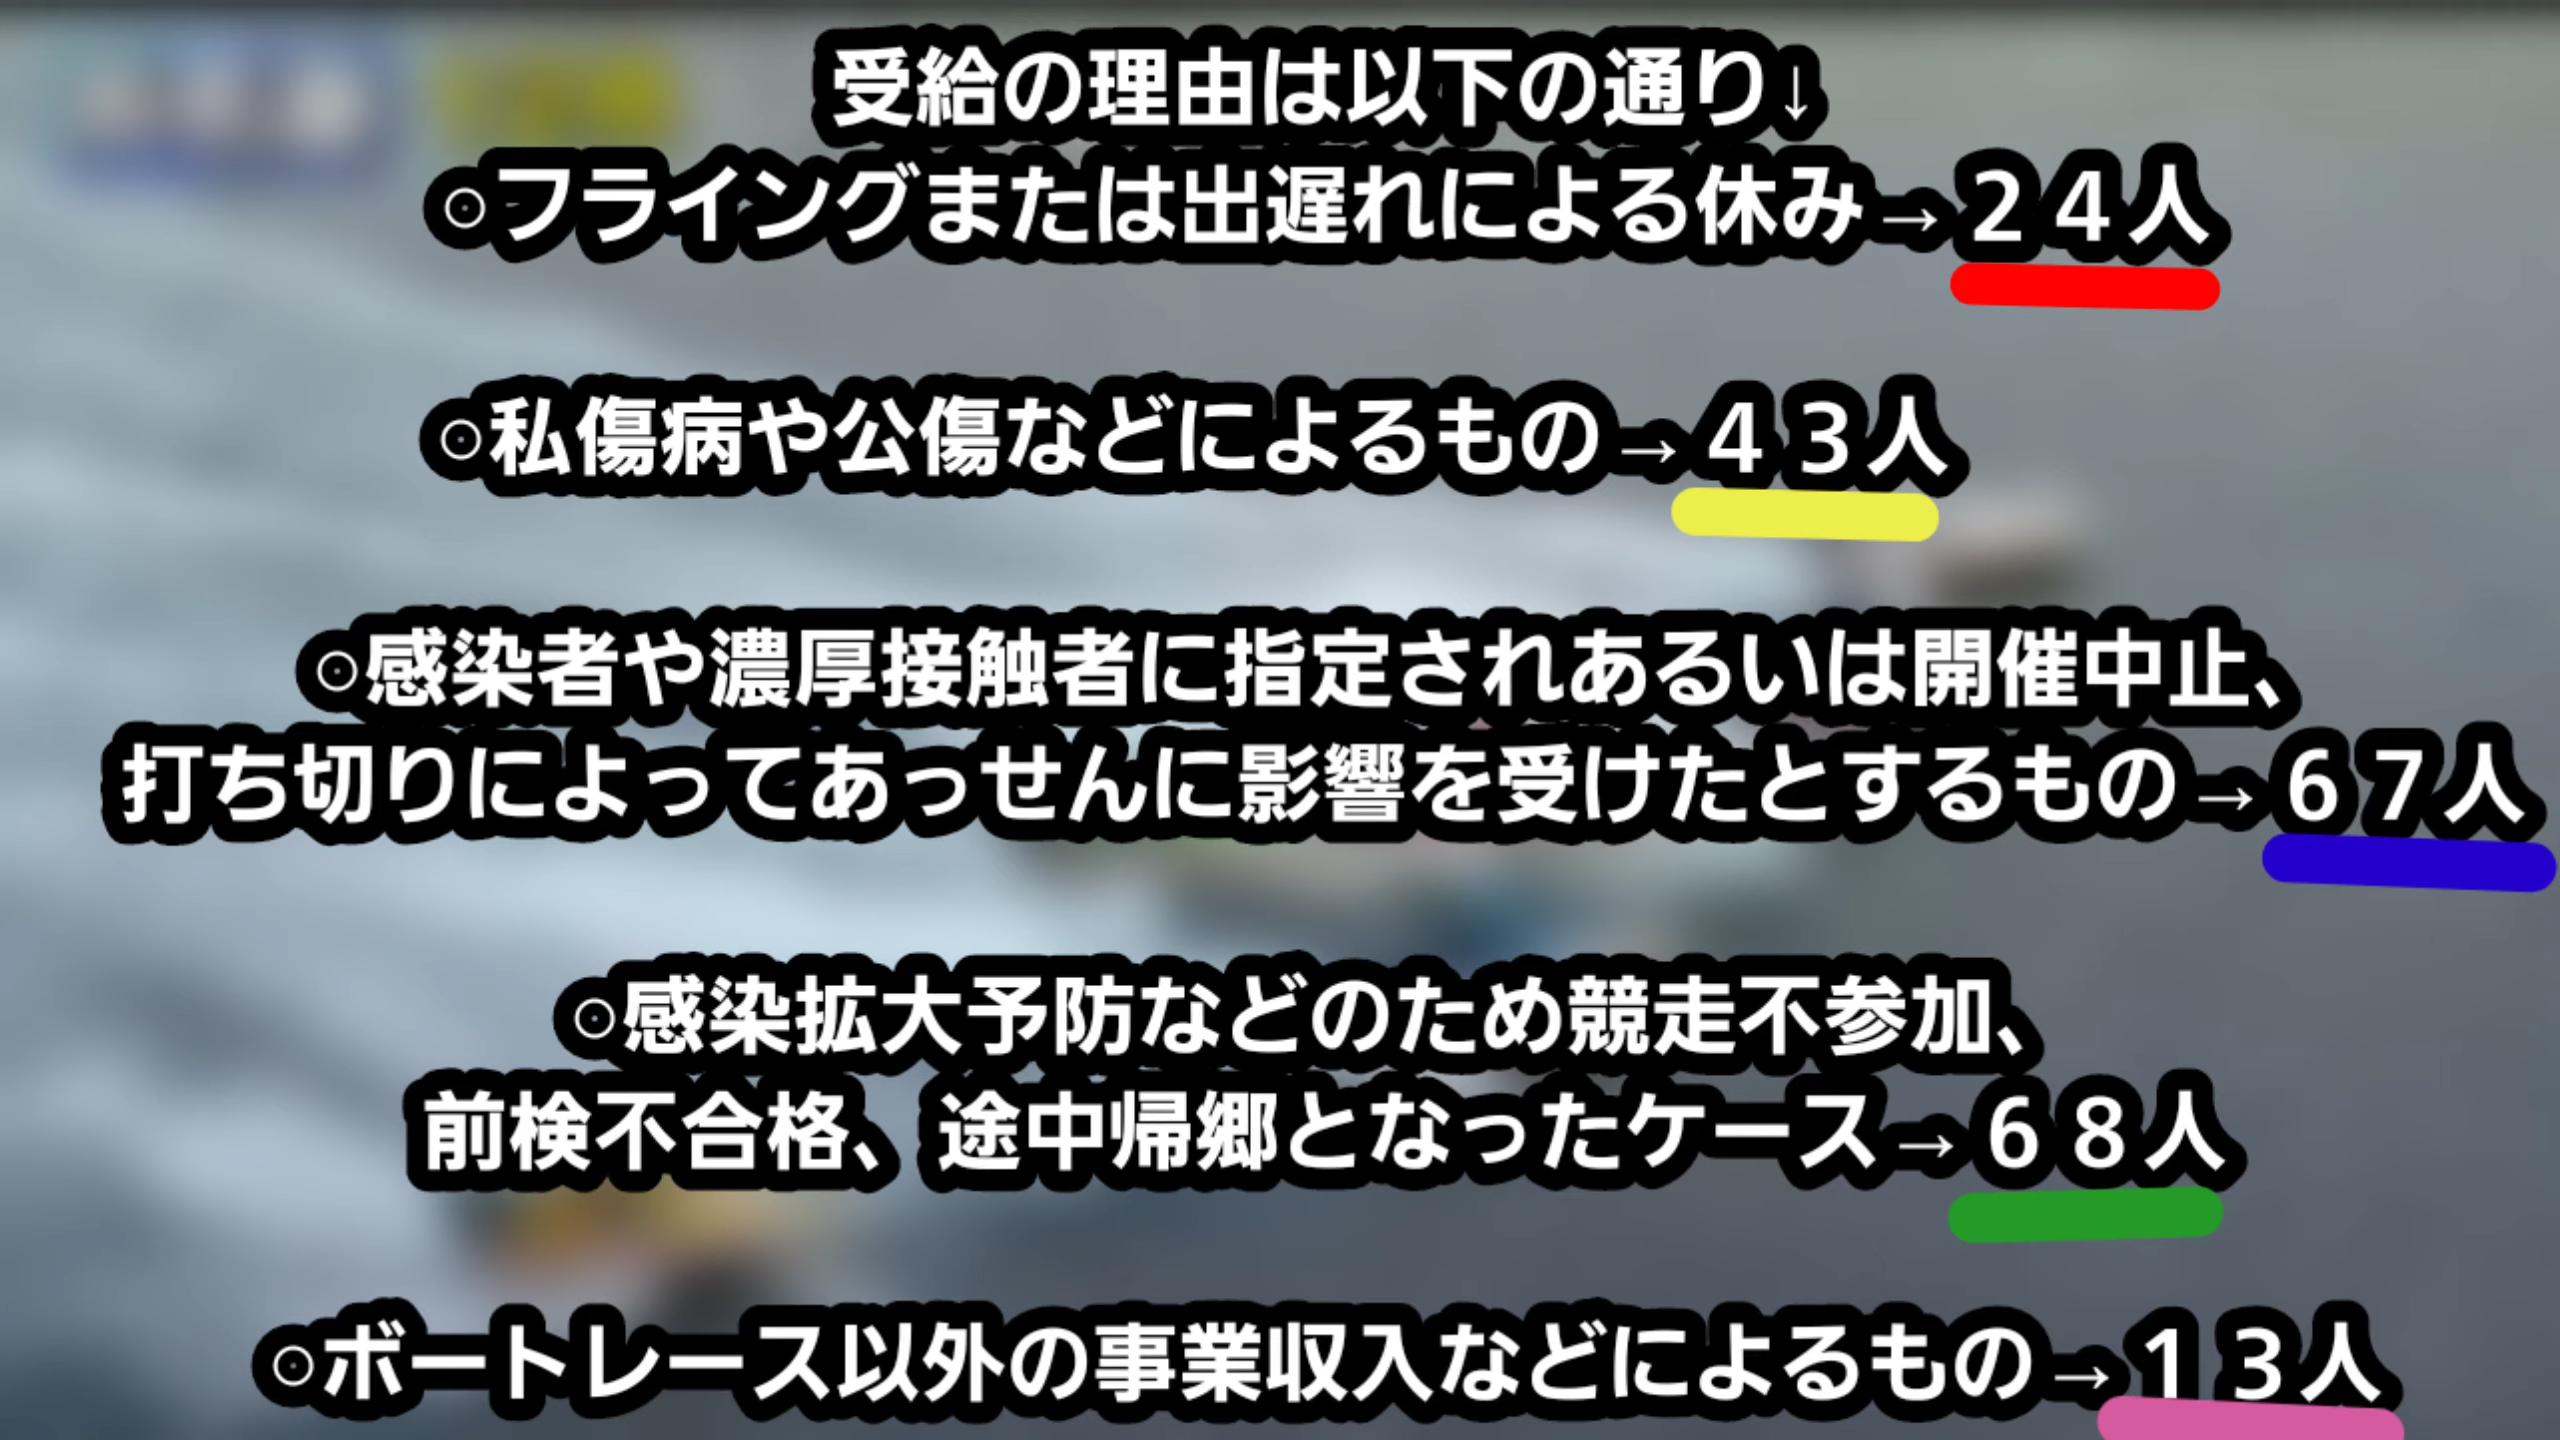 受給の理由は以下の通り↓
⊙フライングまたは出遅れによる休み→２４人
⊙私傷病や公傷などによるもの→４３人
⊙感染者や濃厚接触者に指定されあるいは開催中止、
打ち切りによってあっせんに影響を受けたとするもの→６７人
⊙感染拡大予防などのため競走不参加、
前検不合格、途中帰郷となったケース→６８人
⊙ボートレース以外の事業収入などによるもの→１３人